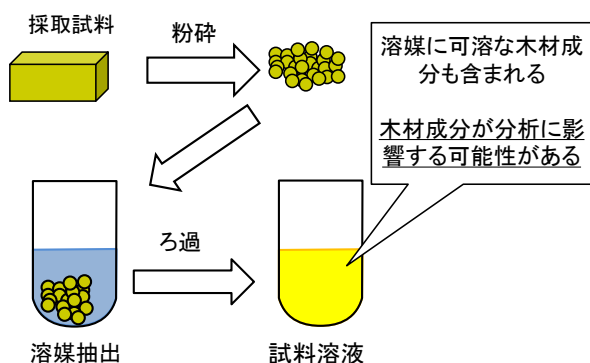 採取試料
粉砕
溶媒に可溶な木材成
分も含まれる
木材成分が分析に影
響する可能性がある
ろ過
溶媒抽出
試料溶液